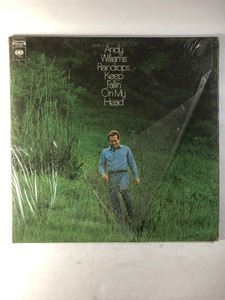 Andy
Williams
Raindrops
Keep
Fallin'
On My
Head